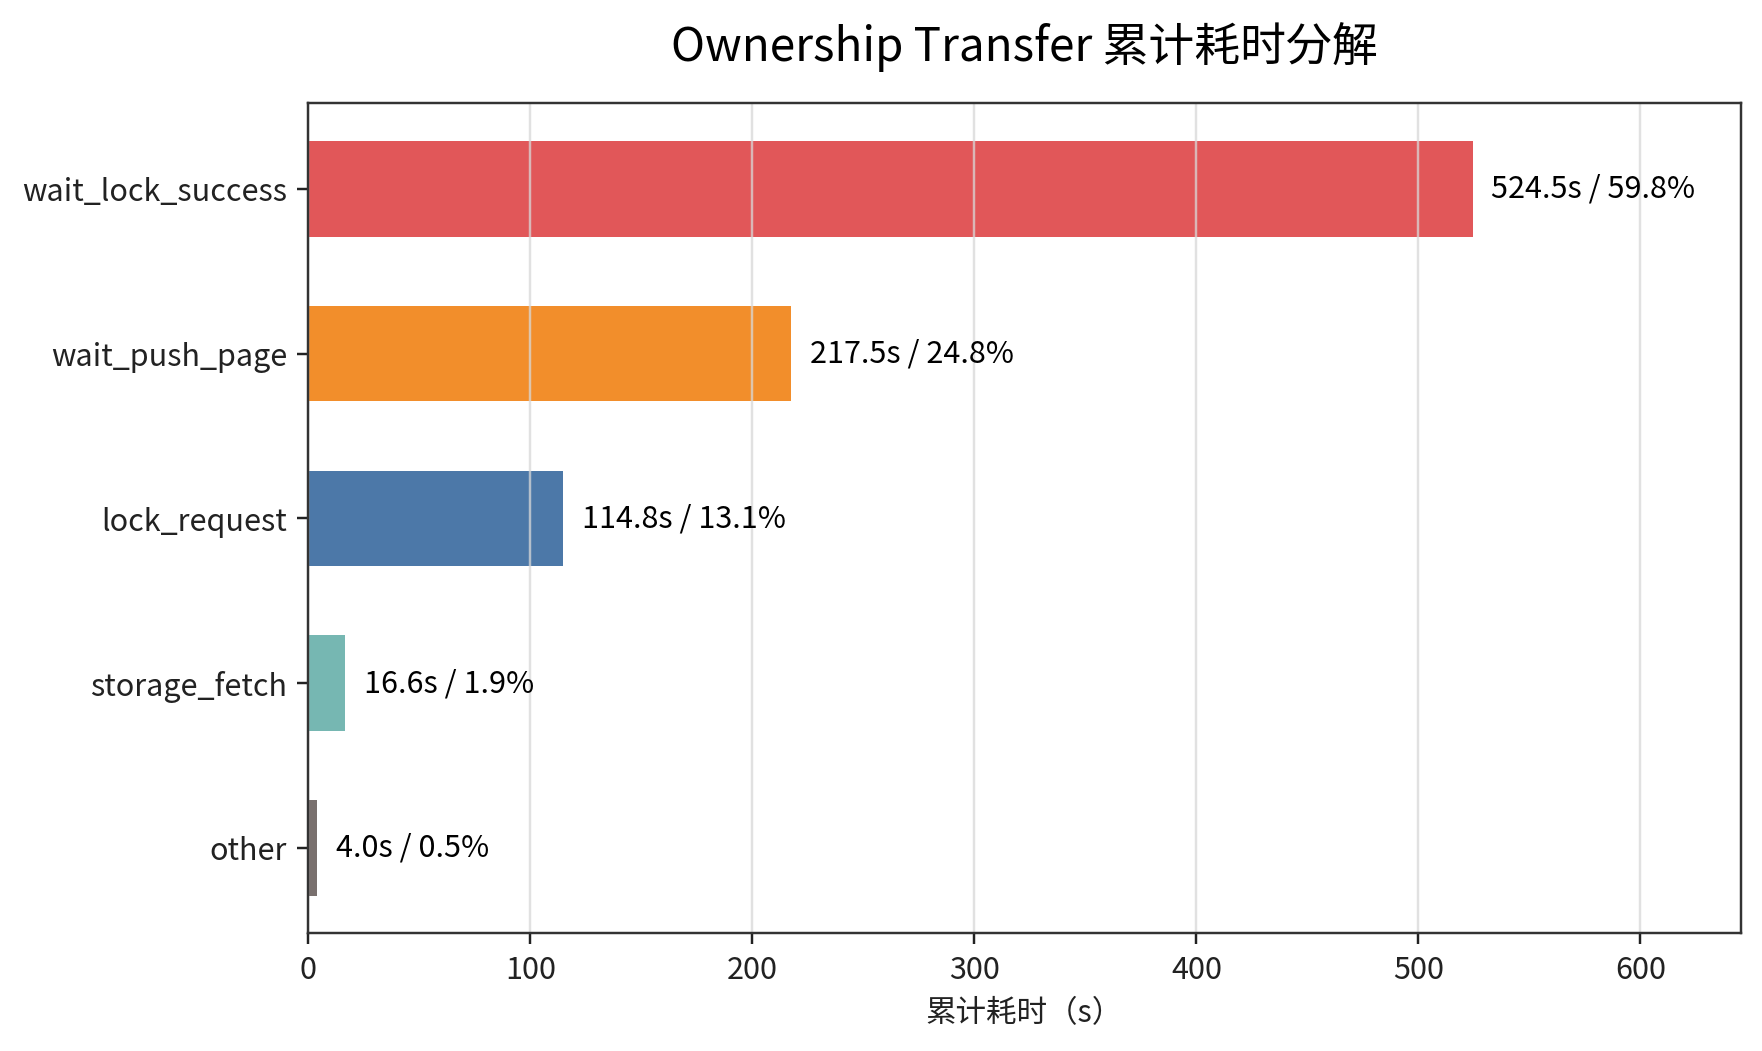 Ownership Transfer 累计耗时分解
wait_lock_success
524.5s / 59.8%
wait_push_page
217.5s / 24.8%
lock_request
114.8s / 13.1%
storage_fetch
16.6s / 1.9%
other
4.0s / 0.5%
0 100 200 300 400 500 600
累计耗时（s）